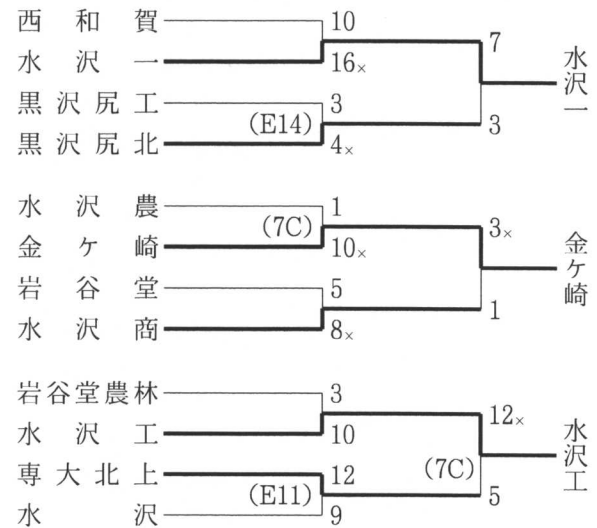 西和賀 10
水沢一 16×
7
黒沢尻工 3
(E14)
黒沢尻北 4×
3
水沢一
水沢農 1
(7C)
金ケ崎 10×
3×
岩谷堂 5
水沢商 8×
1
金ケ崎
岩谷堂農林 3
水沢工 10
12×
専大北上 12
(E11)
水沢 9
(7C)
5
水沢工